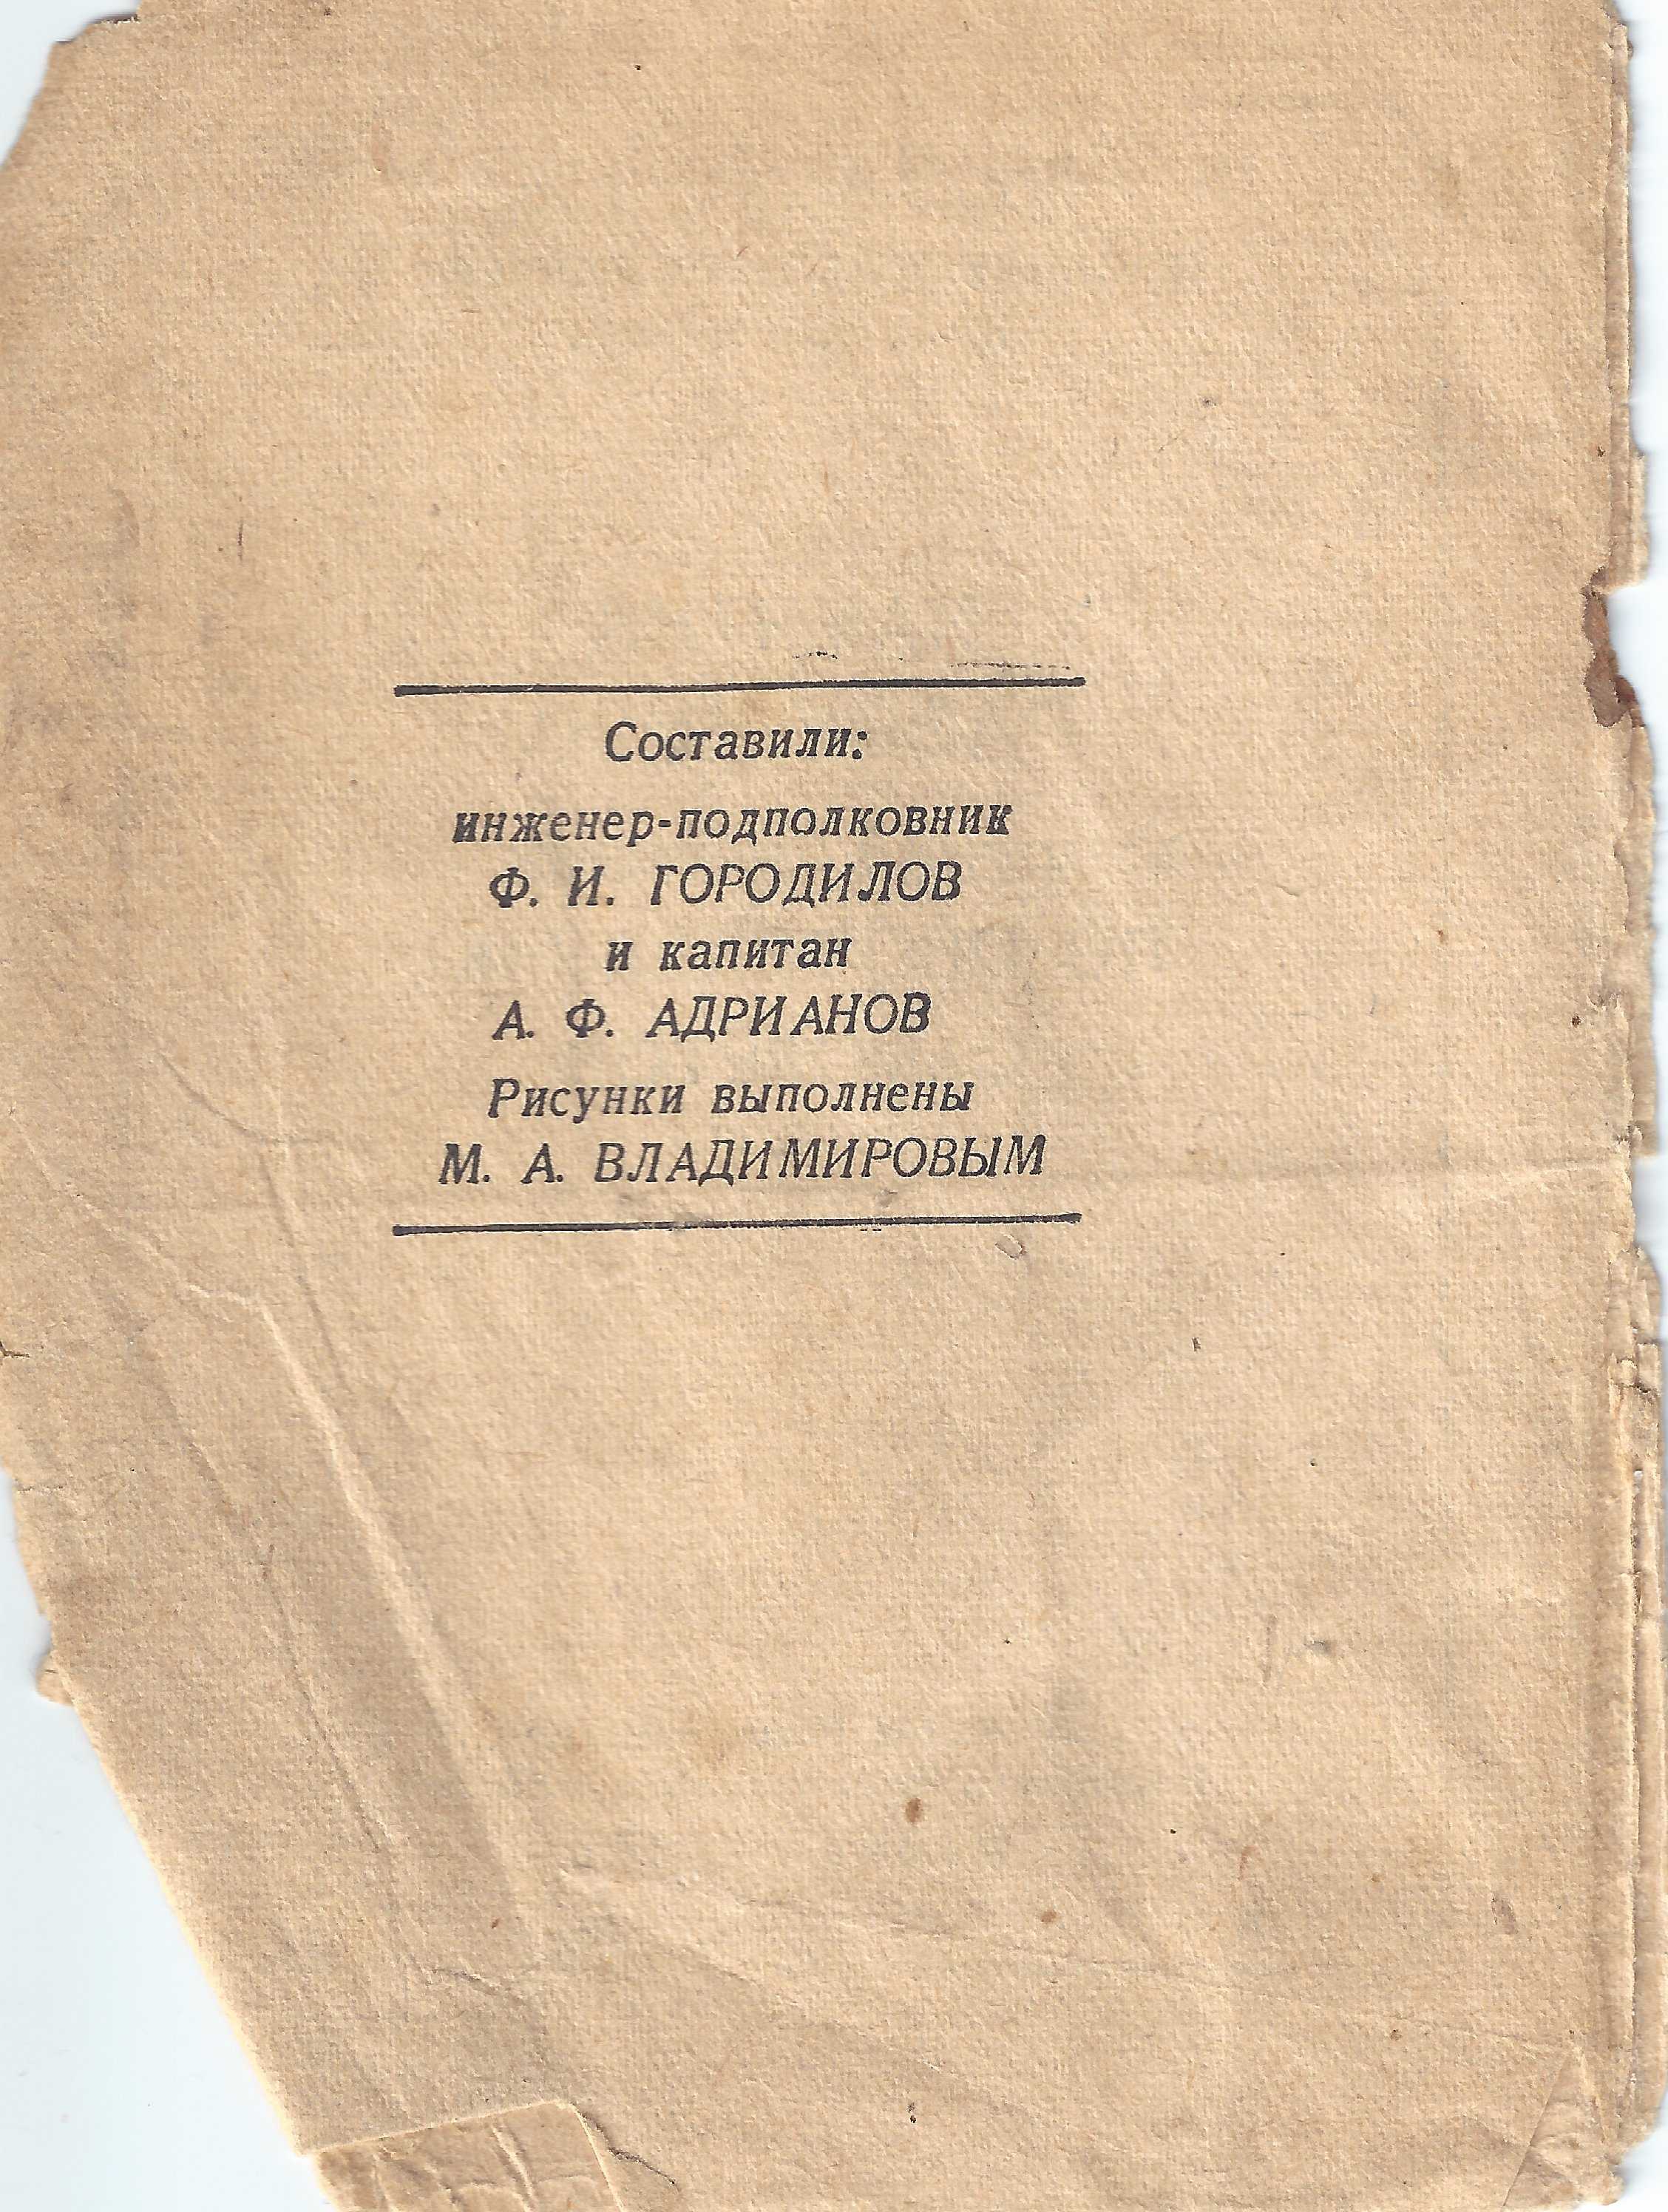 Составили:
инженер-подполковник
Ф. И. ГОРОДИЛОВ
и капитан
А. Ф. АДРИАНОВ
Рисунки выполнены
М. А. ВЛАДИМИРОВЫМ